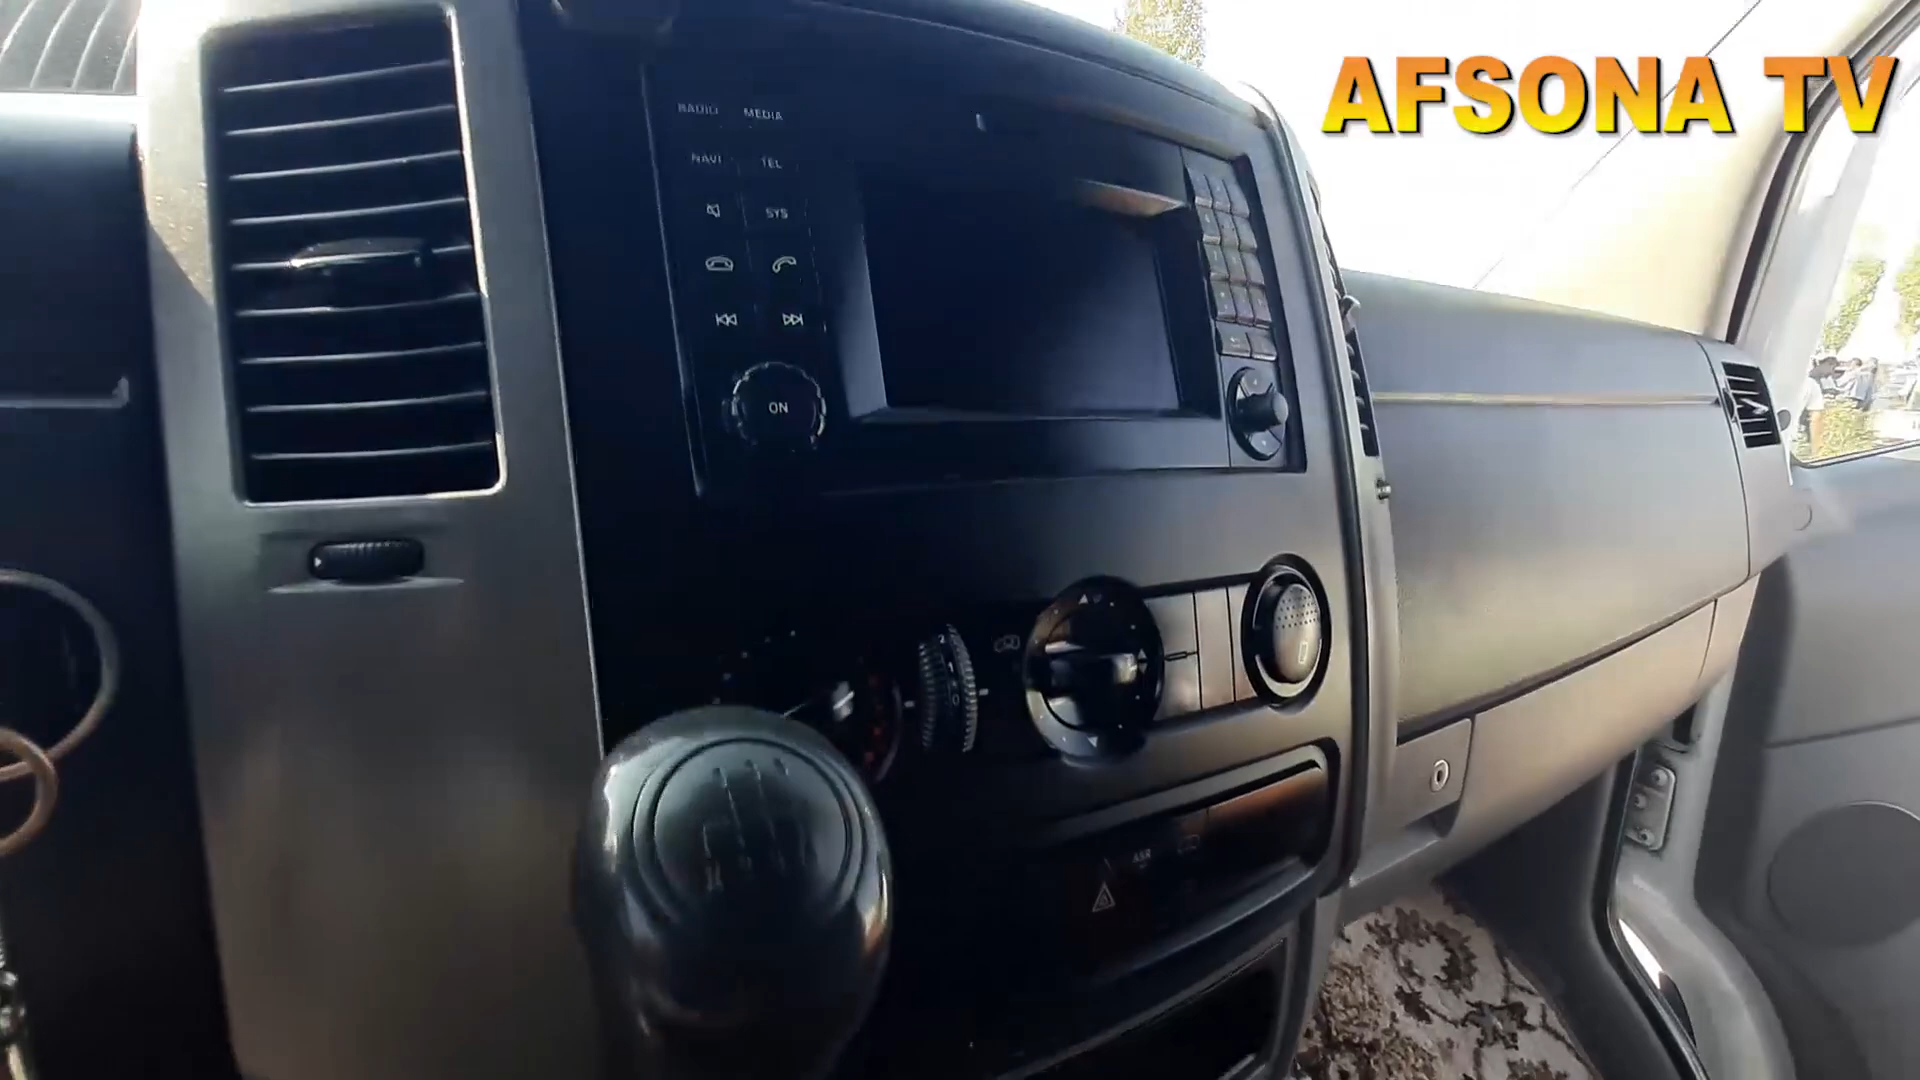 AFSONA TV
RADIO MEDIA
NAVI TEL
SYS
ON
ASR